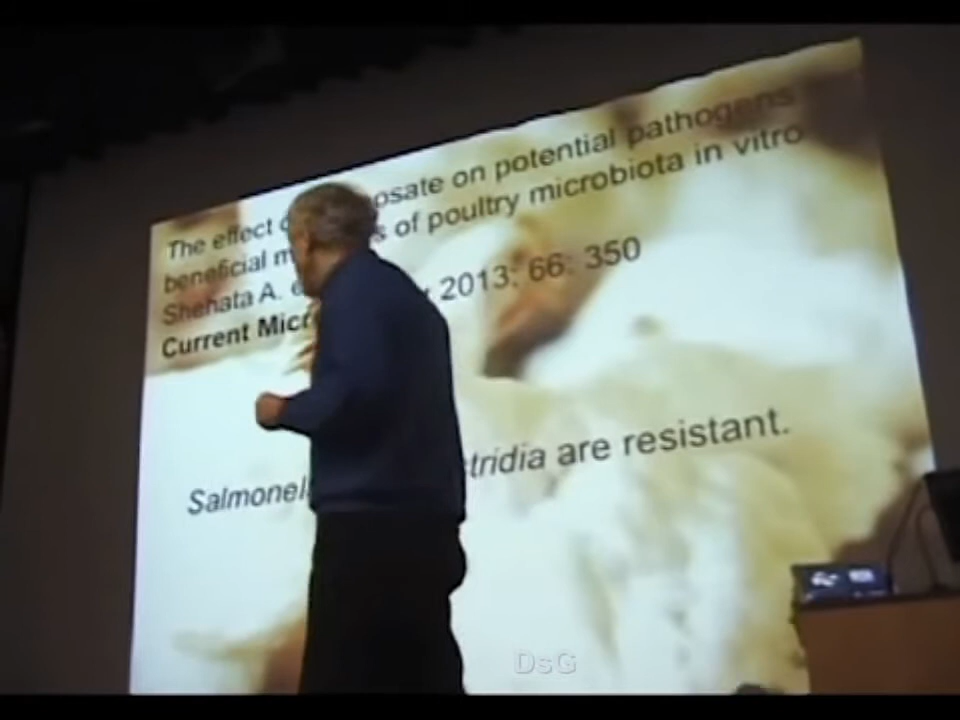 The effect osate on potential pathogens
beneficial m s of poultry microbiota in vitro
Shehata A. e , 2013: 66: 350
Current Micr
Salmonel tridia are resistant.
DsG